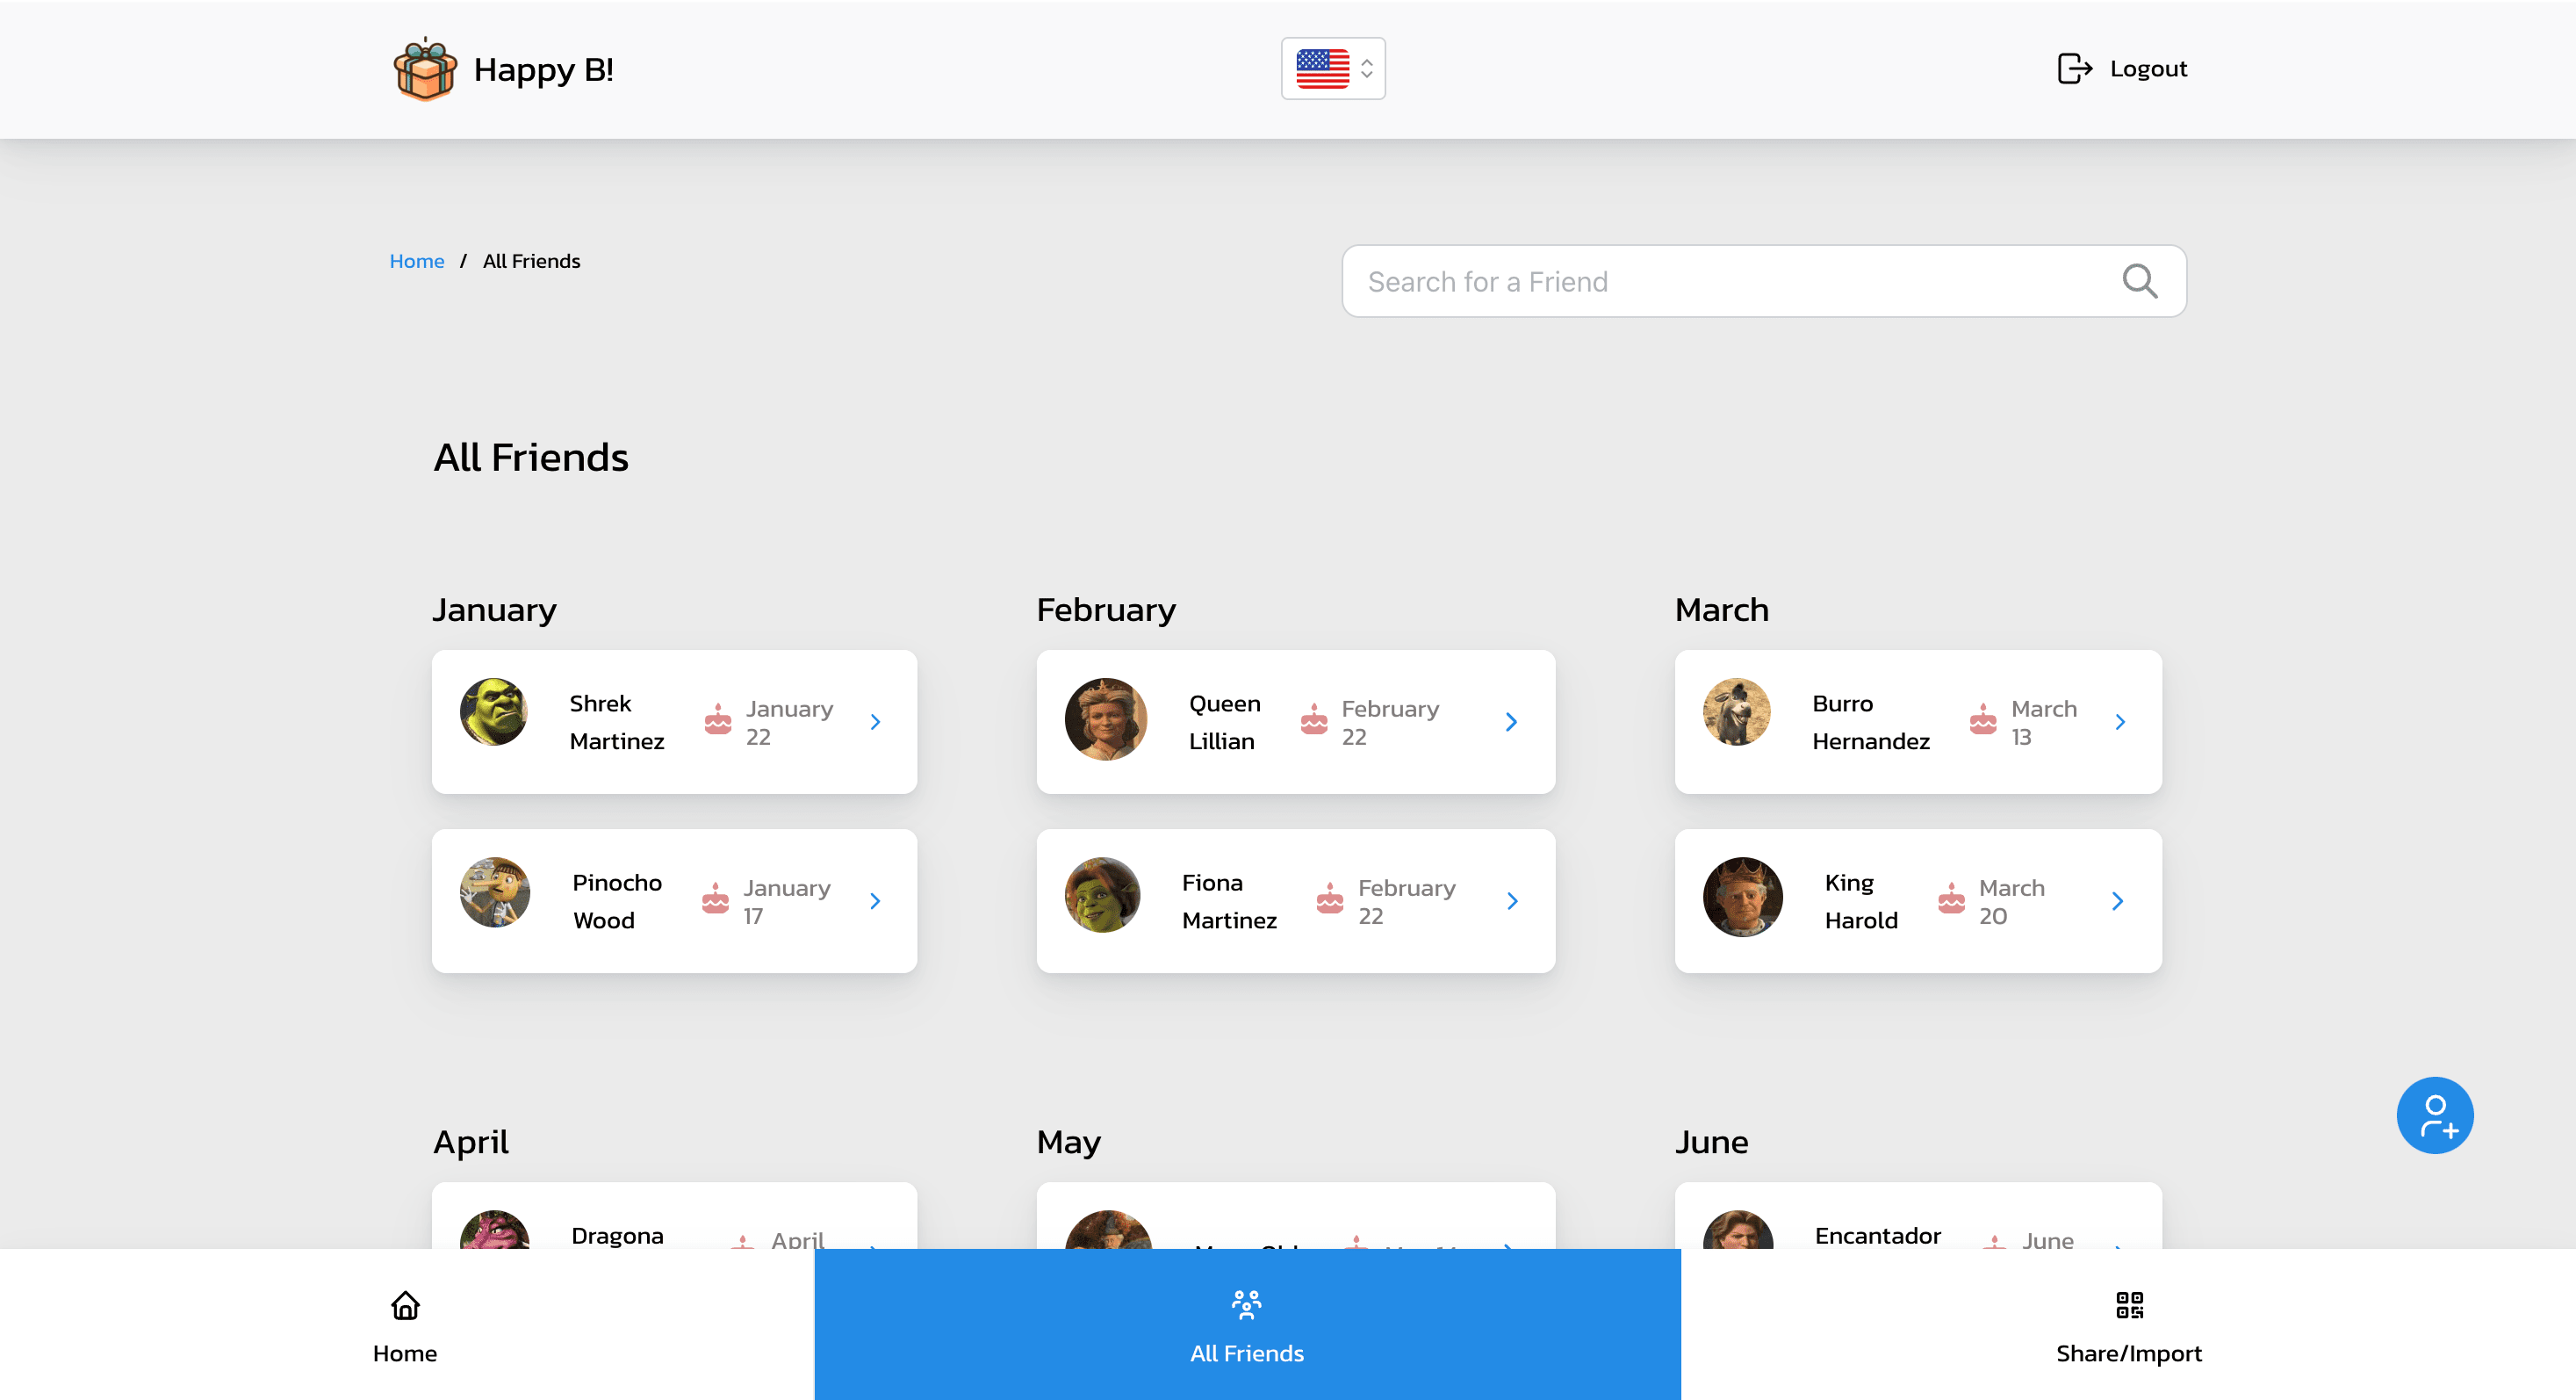 Happy B!
Logout
Home / All Friends
Search for a Friend
All Friends
January
Shrek
Martinez
January
22
Pinocho
Wood
January
17
February
Queen
Lillian
February
22
Fiona
Martinez
February
22
March
Burro
Hernandez
March
13
King
Harold
March
20
April
Dragona
April
May
June
Encantador
June
Home
All Friends
Share/Import